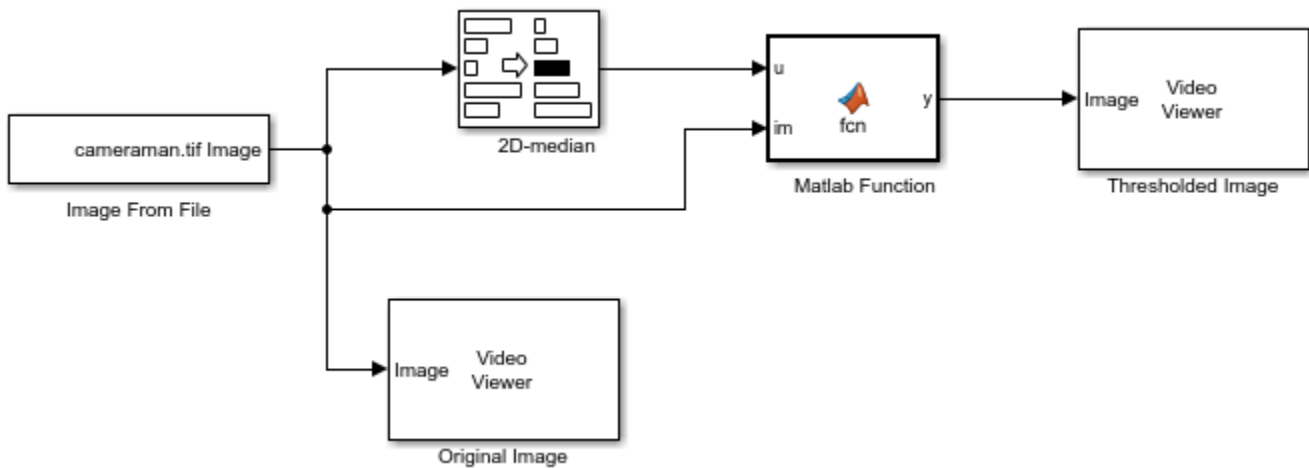 cameraman.tif Image
Image From File
2D-median
u
im
fcn
y
Matlab Function
Image
Video
Viewer
Thresholded Image
Image
Video
Viewer
Original Image